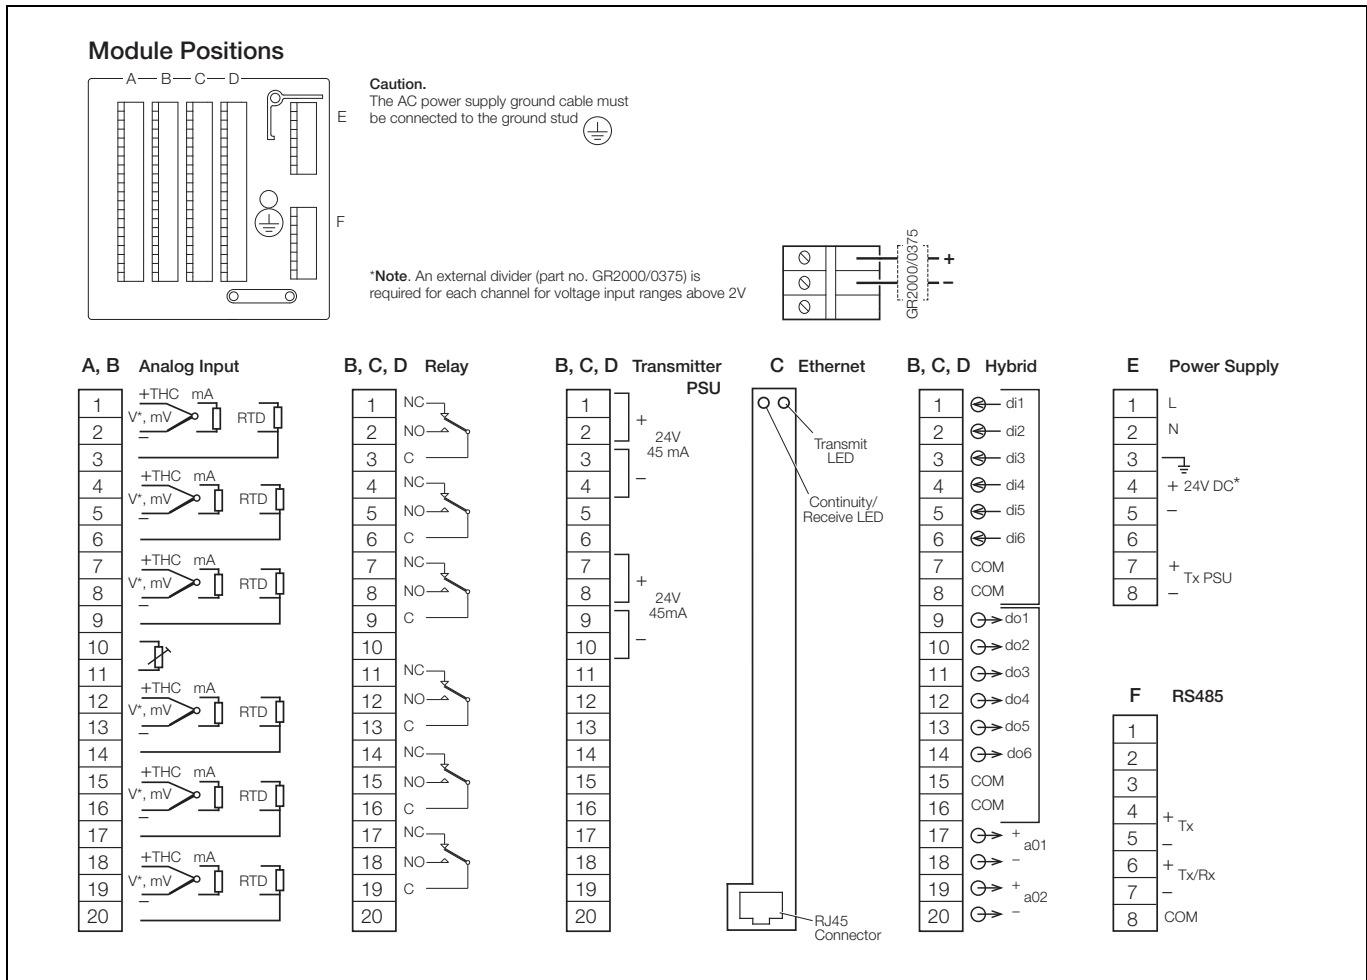 Module Positions
A B C D
E
F
Caution.
The AC power supply ground cable must
be connected to the ground stud
*Note. An external divider (part no. GR2000/0375) is
required for each channel for voltage input ranges above 2V
GR2000/0375
+
–
A, B Analog Input
1
2
3
4
5
6
7
8
9
10
11
12
13
14
15
16
17
18
19
20
+THC mA
V*, mV RTD
–
+THC mA
V*, mV RTD
–
+THC mA
V*, mV RTD
–
+THC mA
V*, mV RTD
–
+THC mA
V*, mV RTD
–
+THC mA
V*, mV RTD
–
B, C, D Relay
1 NC
2 NO
3 C
4 NC
5 NO
6 C
7 NC
8 NO
9 C
10
11 NC
12 NO
13 C
14 NC
15 NO
16 C
17 NC
18 NO
19 C
20
B, C, D Transmitter
PSU
1
2
3
4
5
6
7
8
9
10
11
12
13
14
15
16
17
18
19
20
+
24V
45 mA
–
+
24V
45mA
–
C Ethernet
Transmit
LED
Continuity/
Receive LED
RJ45
Connector
B, C, D Hybrid
1 di1
2 di2
3 di3
4 di4
5 di5
6 di6
7 COM
8 COM
9 do1
10 do2
11 do3
12 do4
13 do5
14 do6
15 COM
16 COM
17 +
a01
18 –
19 +
a02
20 –
E Power Supply
1 L
2 N
3
4 + 24V DC*
5 –
6
7 +
Tx PSU
8 –
F RS485
1
2
3
4 +
Tx
5 –
6 +
Tx/Rx
7 –
8 COM